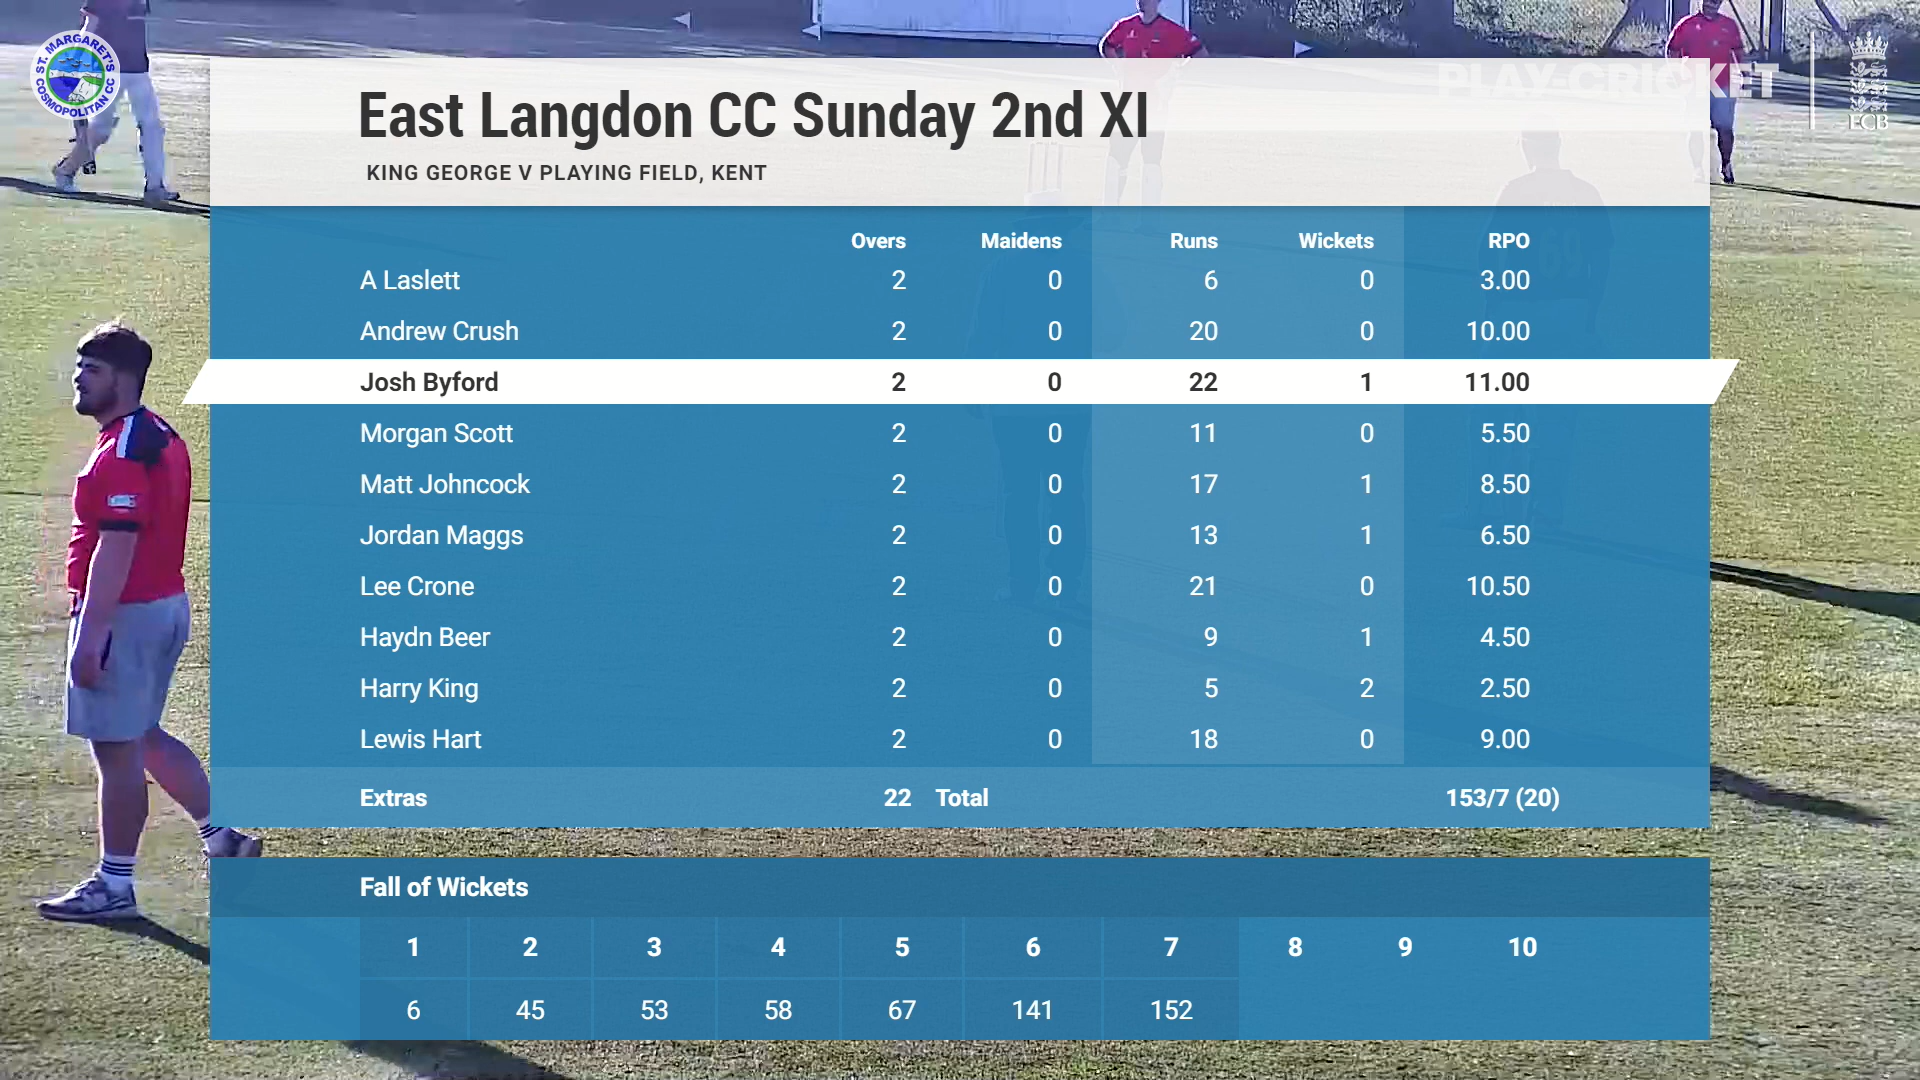 ST. MARGARET'S
COSMOPOLITAN CC
PLAY-CRICKET
ECB
East Langdon CC Sunday 2nd XI
KING GEORGE V PLAYING FIELD, KENT
Overs Maidens Runs Wickets RPO
A Laslett 2 0 6 0 3.00
Andrew Crush 2 0 20 0 10.00
Josh Byford 2 0 22 1 11.00
Morgan Scott 2 0 11 0 5.50
Matt Johncock 2 0 17 1 8.50
Jordan Maggs 2 0 13 1 6.50
Lee Crone 2 0 21 0 10.50
Haydn Beer 2 0 9 1 4.50
Harry King 2 0 5 2 2.50
Lewis Hart 2 0 18 0 9.00
Extras 22 Total 153/7 (20)
Fall of Wickets
1 2 3 4 5 6 7 8 9 10
6 45 53 58 67 141 152